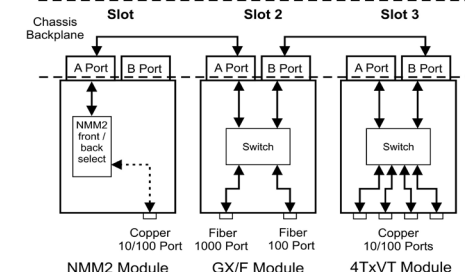 Slot Slot 2 Slot 3
Chassis
Backplane
A Port B Port A Port B Port A Port B Port
NMM2
front /
back
select
Switch
Switch
Copper
10/100 Port
Fiber
1000 Port
Fiber
100 Port
Copper
10/100 Ports
NMM2 Module GX/F Module 4TxVT Module